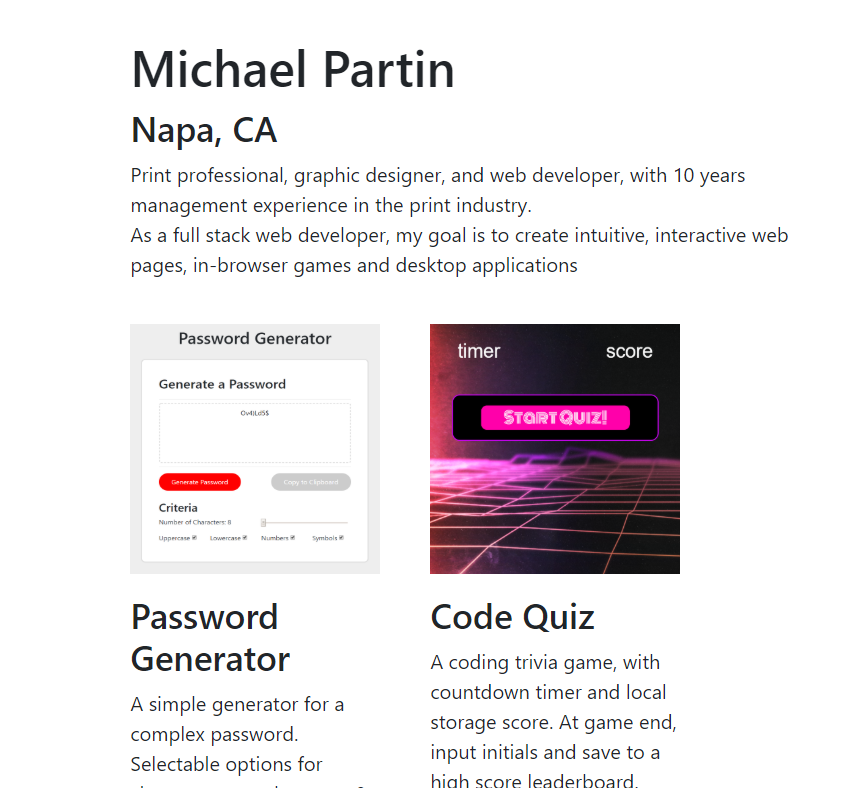 Michael Partin
Napa, CA
Print professional, graphic designer, and web developer, with 10 years
management experience in the print industry.
As a full stack web developer, my goal is to create intuitive, interactive web
pages, in-browser games and desktop applications
Password Generator
Generate a Password
Generate Password
Copy to Clipboard
Criteria
Number of Characters: 8
Uppercase
Lowercase
Numbers
Symbols
timer
score
Start Quiz!
Password
Generator
A simple generator for a
complex password.
Selectable options for
Code Quiz
A coding trivia game, with
countdown timer and local
storage score. At game end,
input initials and save to a
high score leaderboard.